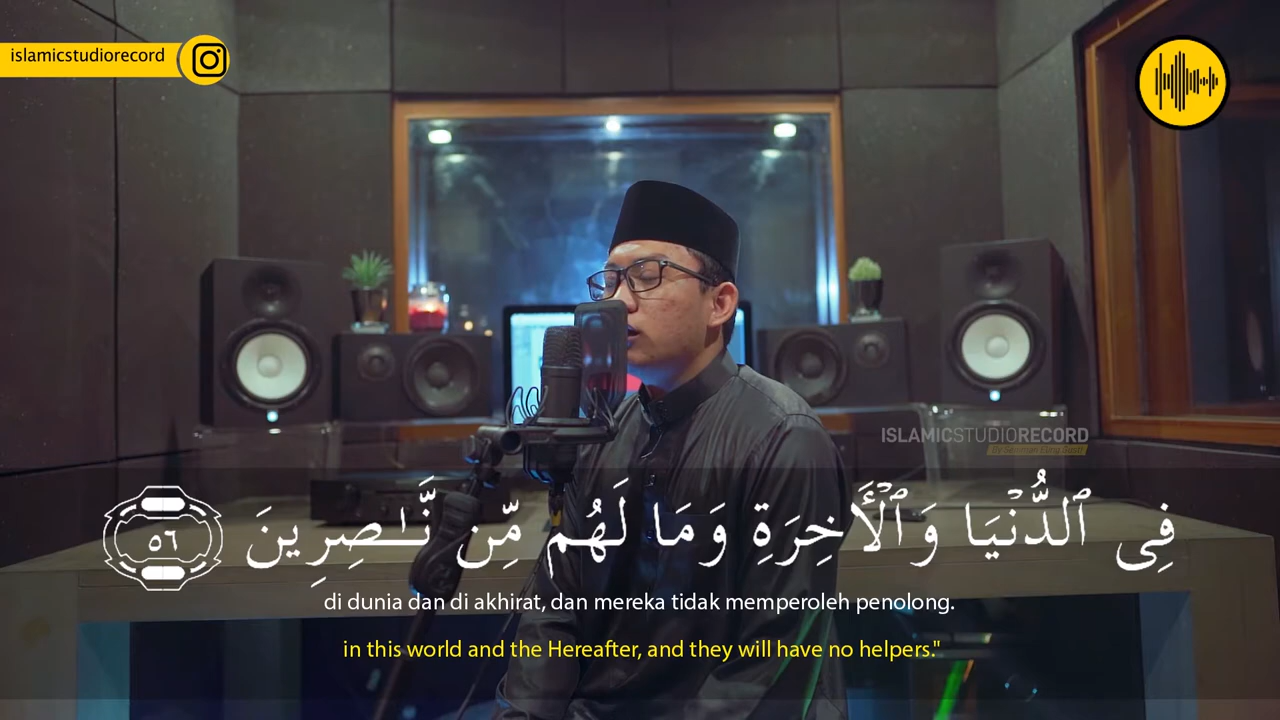 islamicstudiorecord
ISLAMICSTUDIORECORD
فِى ٱلدُّنْيَا وَٱلْأَخِرَةِ وَمَا لَهُم مِّن نَّـٰصِرِينَ ٥٦
di dunia dan di akhirat, dan mereka tidak memperoleh penolong.
in this world and the Hereafter, and they will have no helpers."